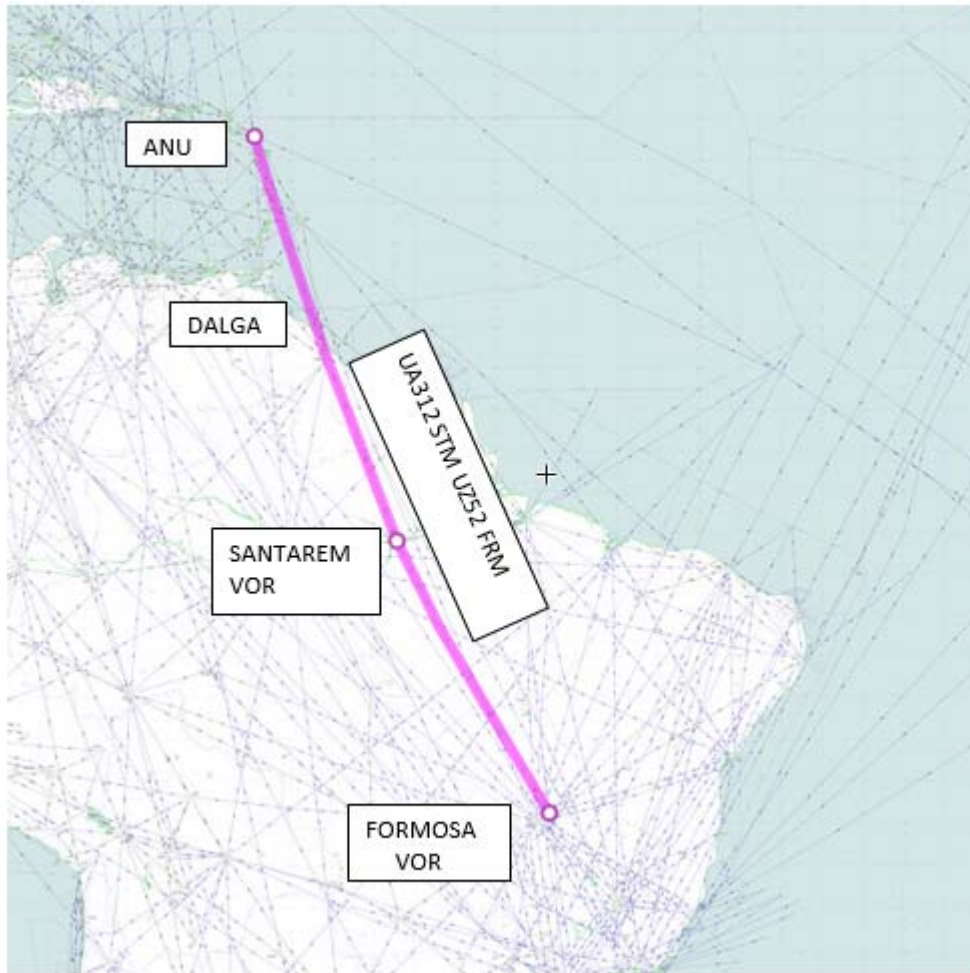 ANU
DALGA
UA312 STM UZ52 FRM
SANTAREM
VOR
FORMOSA
VOR